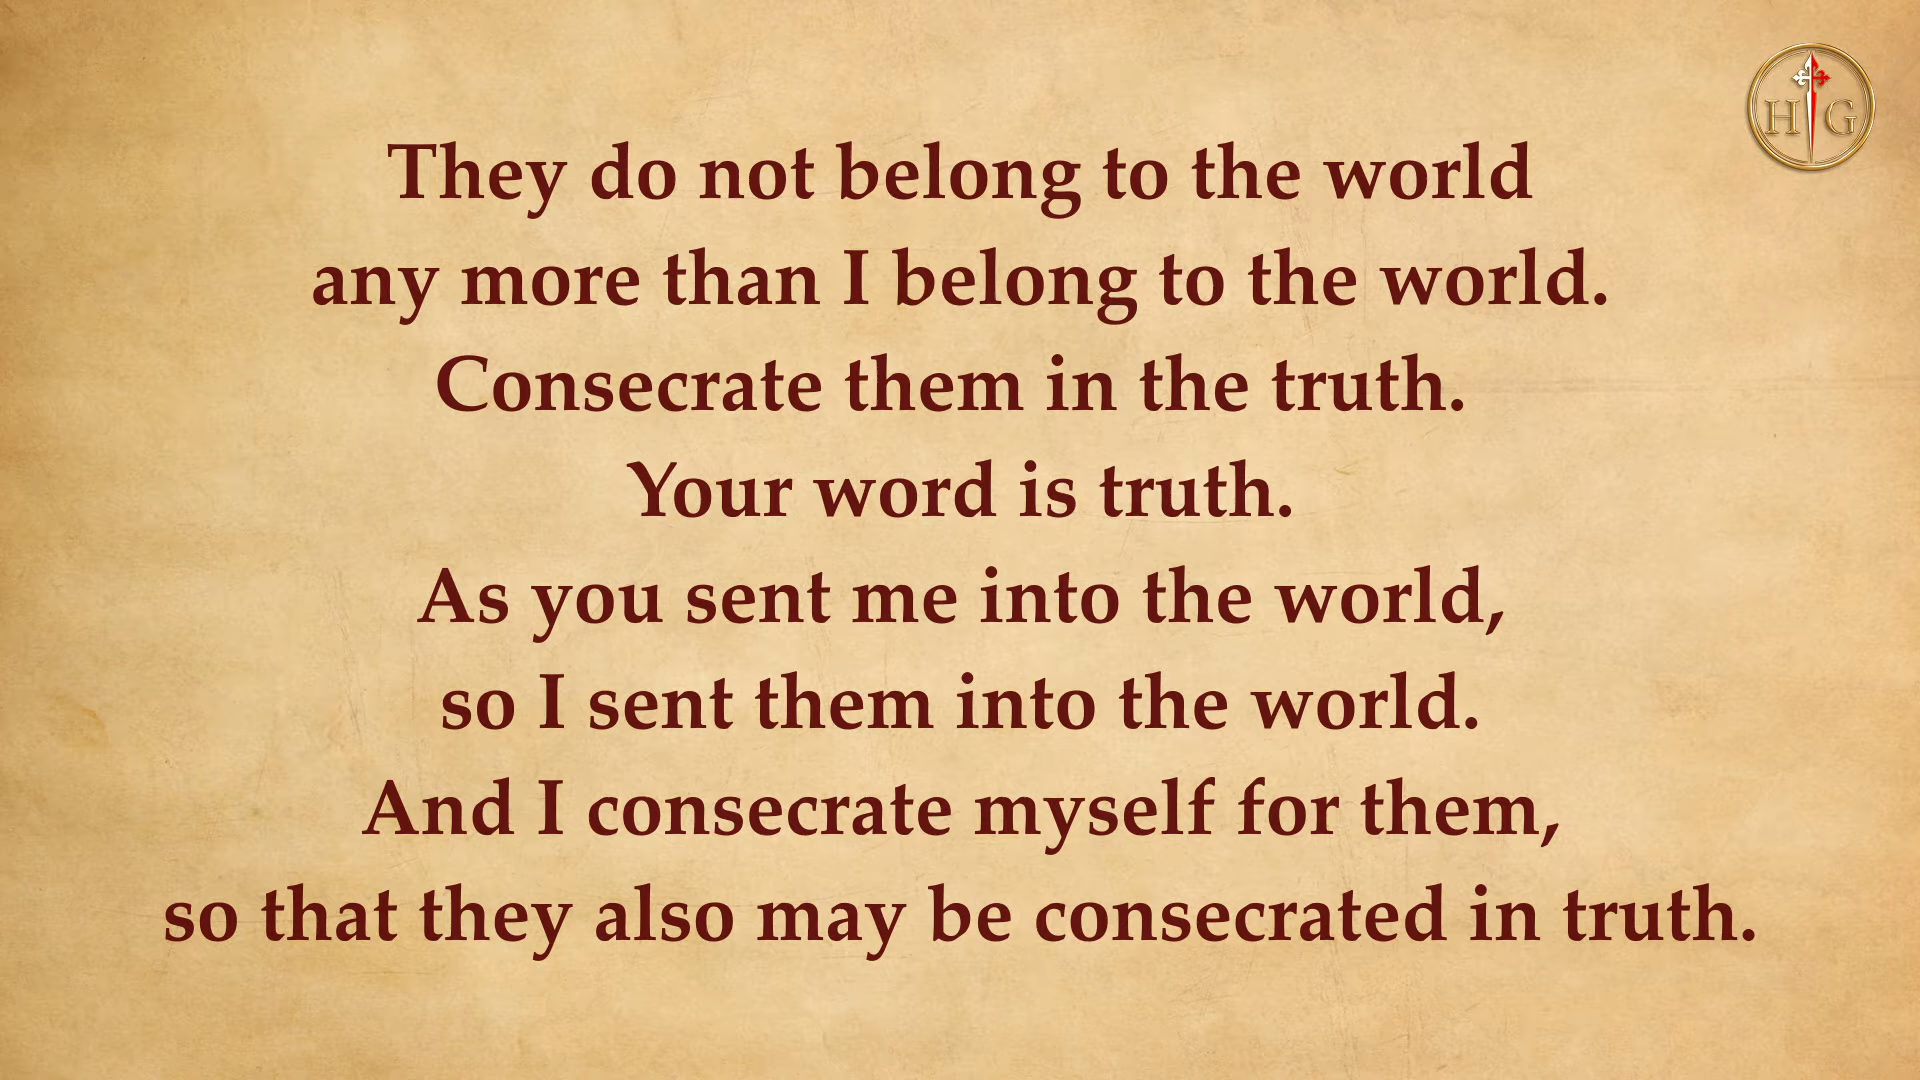 H G
They do not belong to the world
any more than I belong to the world.
Consecrate them in the truth.
Your word is truth.
As you sent me into the world,
so I sent them into the world.
And I consecrate myself for them,
so that they also may be consecrated in truth.